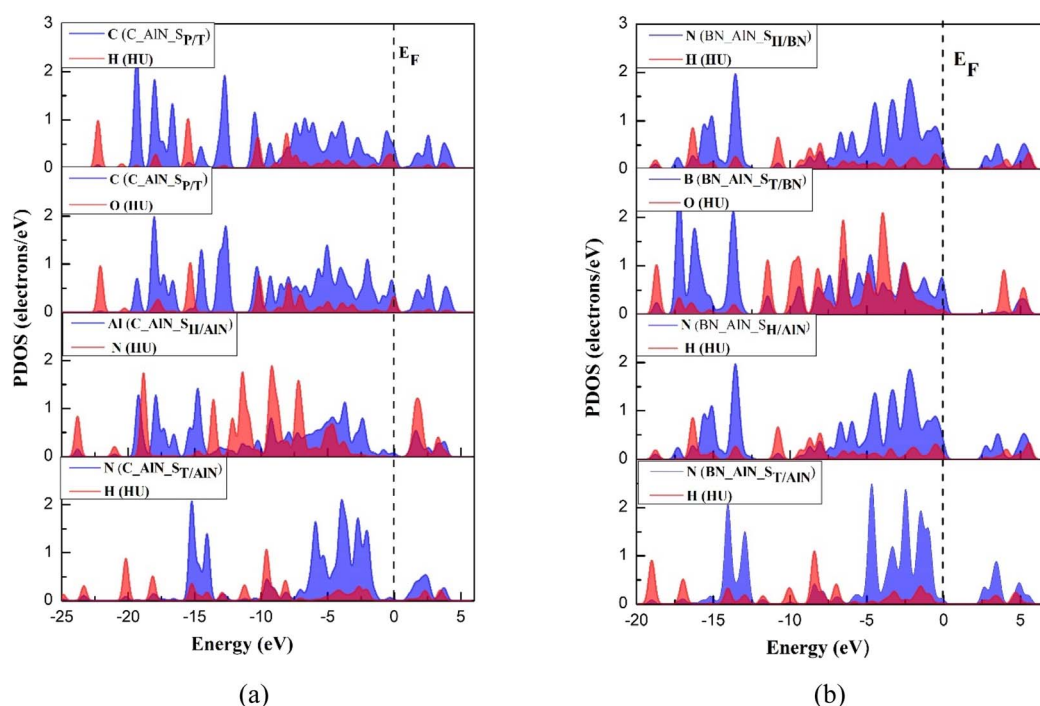 PDOS (electrons/eV)
3
C (C_AlN_S_P/T)
H (HU)
E_F
2
1
0
C (C_AlN_S_P/T)
O (HU)
2
1
0
Al (C_AlN_S_H/AlN)
N (HU)
2
1
0
N (C_AlN_S_T/AlN)
H (HU)
2
1
0
-25 -20 -15 -10 -5 0 5
Energy (eV)
(a)
PDOS (electrons/eV)
3
N (BN_AlN_S_H/BN)
H (HU)
E_F
2
1
0
B (BN_AlN_S_T/BN)
O (HU)
2
1
0
N (BN_AlN_S_H/AlN)
H (HU)
2
1
0
N (BN_AlN_S_T/AlN)
H (HU)
2
1
0
-20 -15 -10 -5 0 5
Energy (eV)
(b)